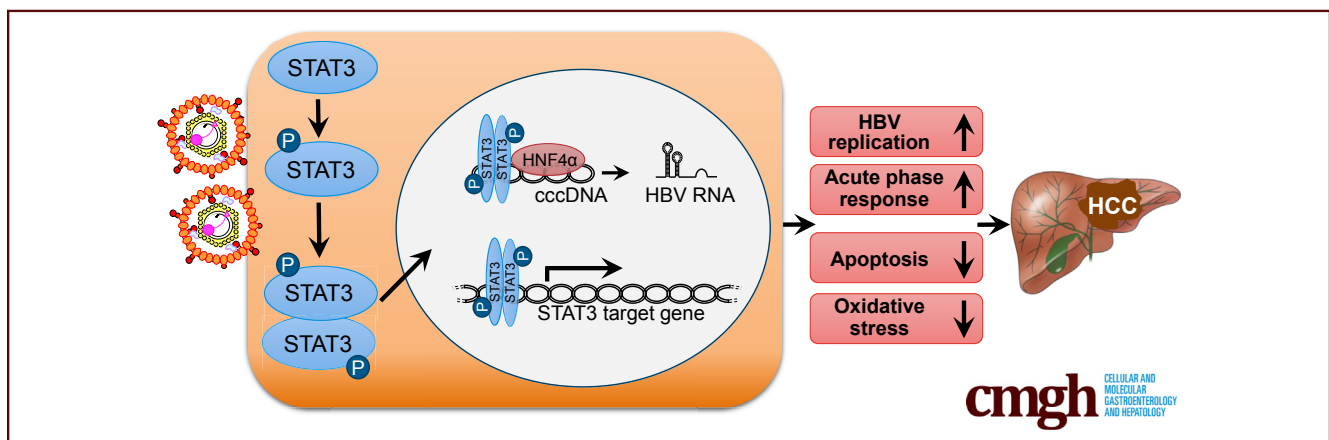 STAT3
P
STAT3
P
STAT3
STAT3
P
P
STAT3
STAT3
P
HNF4α
cccDNA
HBV RNA
P
STAT3
STAT3
P
STAT3 target gene
HBV
replication
Acute phase
response
Apoptosis
Oxidative
stress
HCC
cmgh
CELLULAR AND
MOLECULAR
GASTROENTEROLOGY
AND HEPATOLOGY